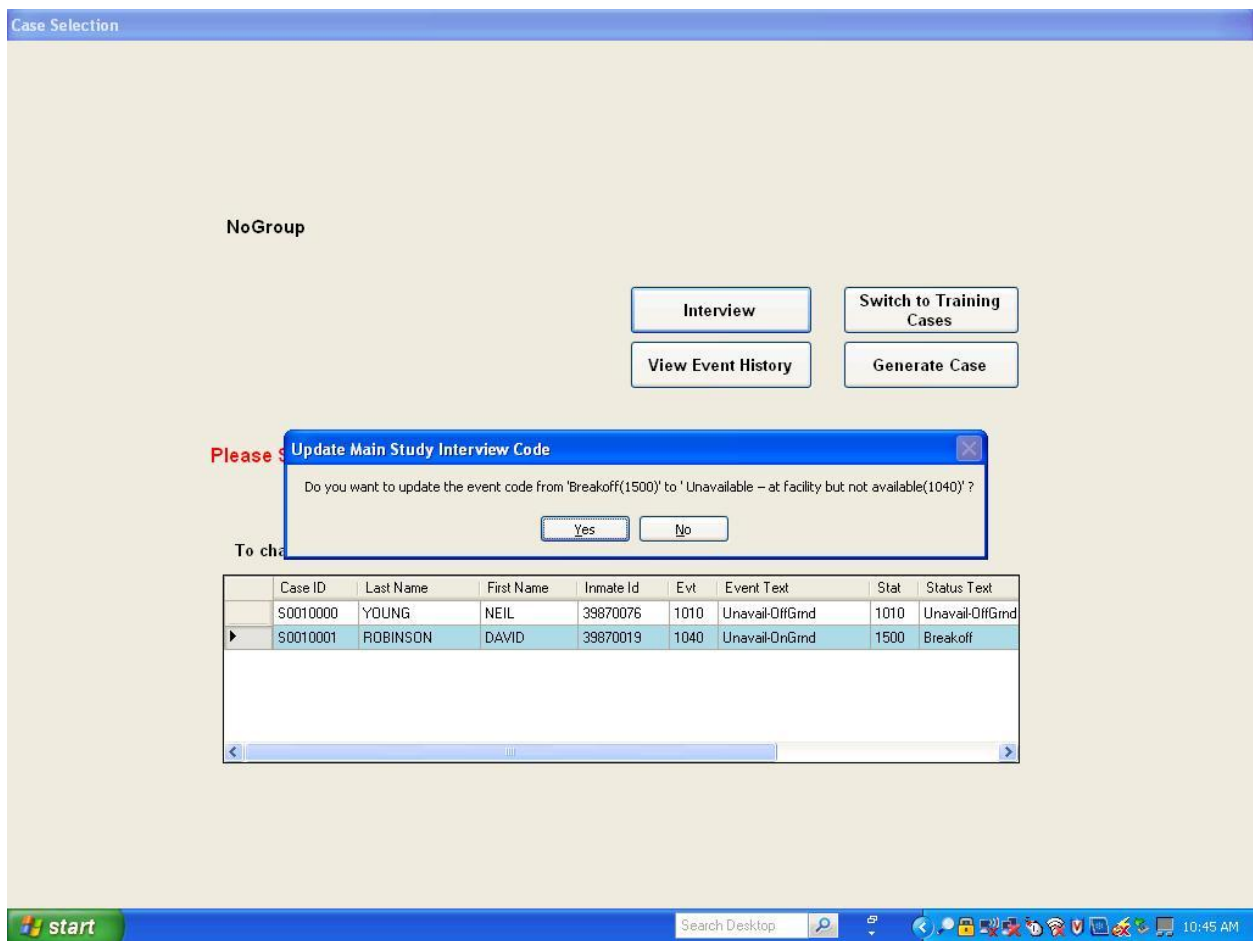 Case Selection
NoGroup
Interview
Switch to Training
Cases
View Event History
Generate Case
Please
Update Main Study Interview Code
Do you want to update the event code from 'Breakoff(1500)' to ' Unavailable – at facility but not available(1040)' ?
Yes No
To
Case ID Last Name First Name Inmate Id Evt Event Text Stat Status Text
S0010000 YOUNG NEIL 39870076 1010 Unavail-OffGrnd 1010 Unavail-OffGrnd
S0010001 ROBINSON DAVID 39870019 1040 Unavail-OnGrnd 1500 Breakoff
start Search Desktop 10:45 AM